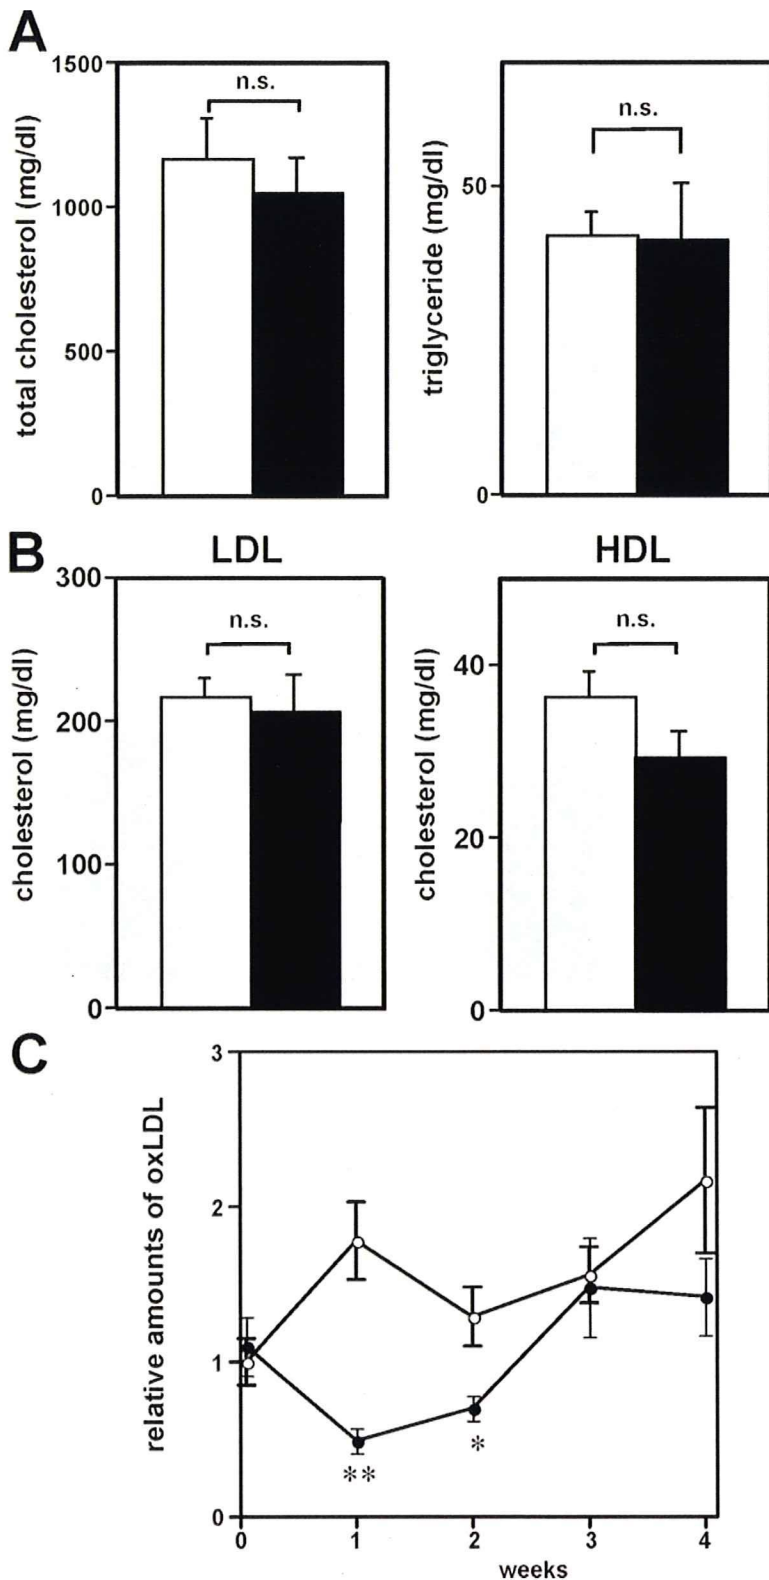 A
total cholesterol (mg/dl)
1500
1000
500
0
n.s.
triglyceride (mg/dl)
50
0
n.s.
B
LDL
cholesterol (mg/dl)
300
200
100
0
n.s.
HDL
cholesterol (mg/dl)
40
20
0
n.s.
C
relative amounts of oxLDL
3
2
1
0
**
*
0 1 2 3 4
weeks